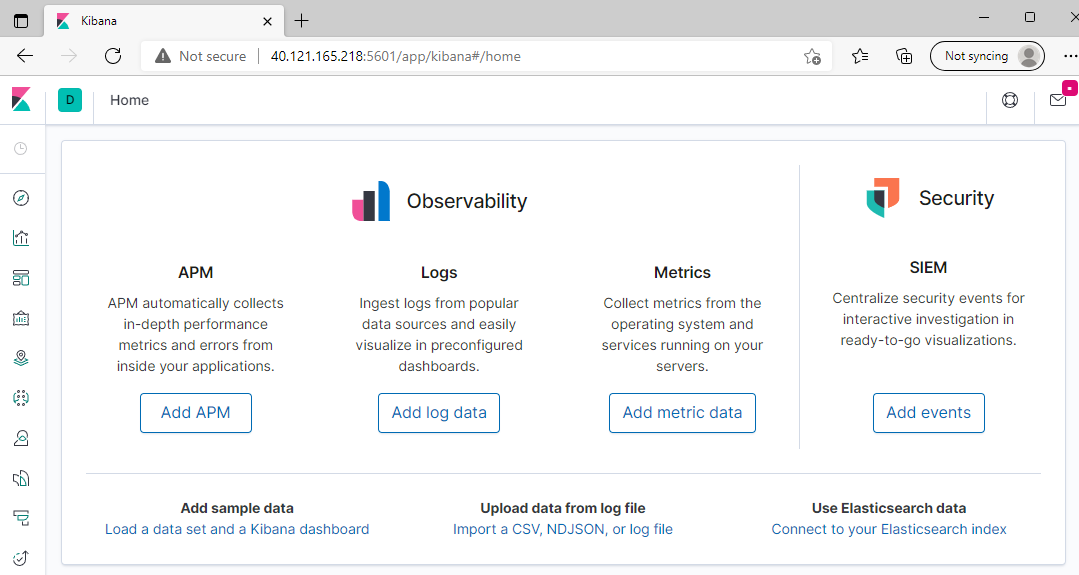 Kibana
Not secure
40.121.165.218:5601/app/kibana#/home
Not syncing
D
Home
Observability
Security
APM
APM automatically collects
in-depth performance
metrics and errors from
inside your applications.
Add APM
Logs
Ingest logs from popular
data sources and easily
visualize in preconfigured
dashboards.
Add log data
Metrics
Collect metrics from the
operating system and
services running on your
servers.
Add metric data
SIEM
Centralize security events for
interactive investigation in
ready-to-go visualizations.
Add events
Add sample data
Load a data set and a Kibana dashboard
Upload data from log file
Import a CSV, NDJSON, or log file
Use Elasticsearch data
Connect to your Elasticsearch index